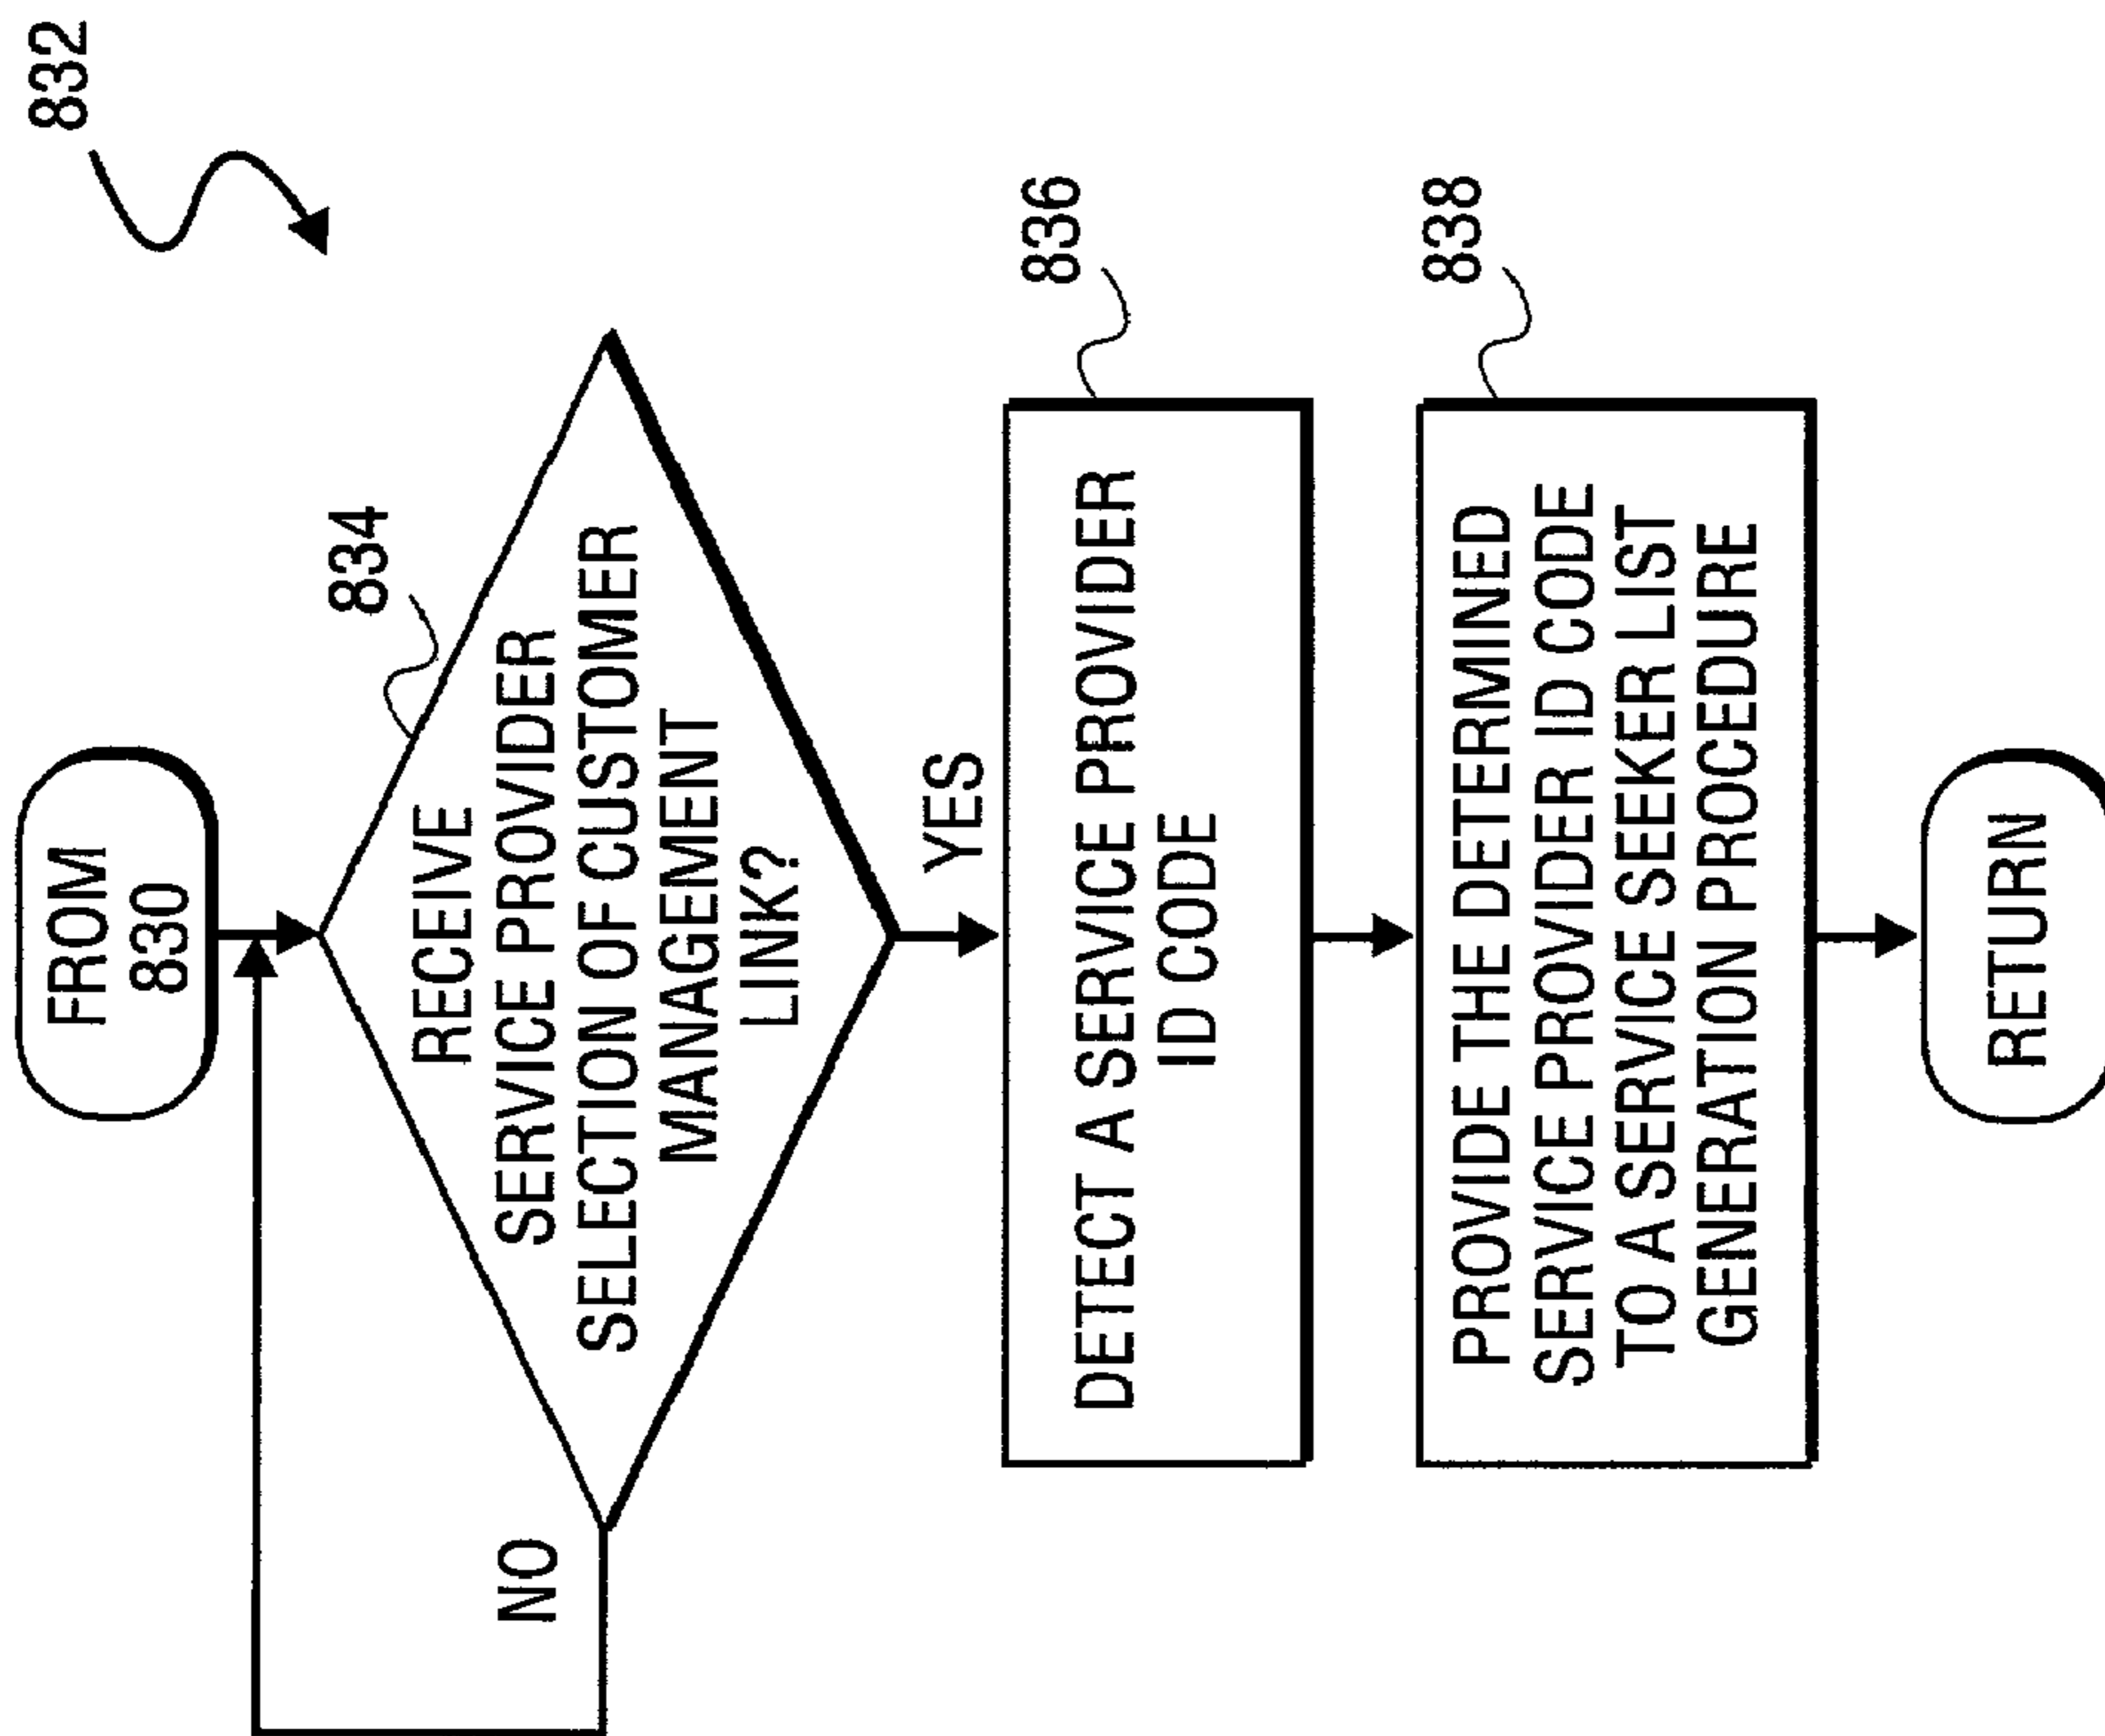 832
FROM
830
834
RECEIVE
SERVICE PROVIDER
SELECTION OF CUSTOMER
MANAGEMENT
LINK?
NO
YES
836
DETECT A SERVICE PROVIDER
ID CODE
838
PROVIDE THE DETERMINED
SERVICE PROVIDER ID CODE
TO A SERVICE SEEKER LIST
GENERATION PROCEDURE
RETURN